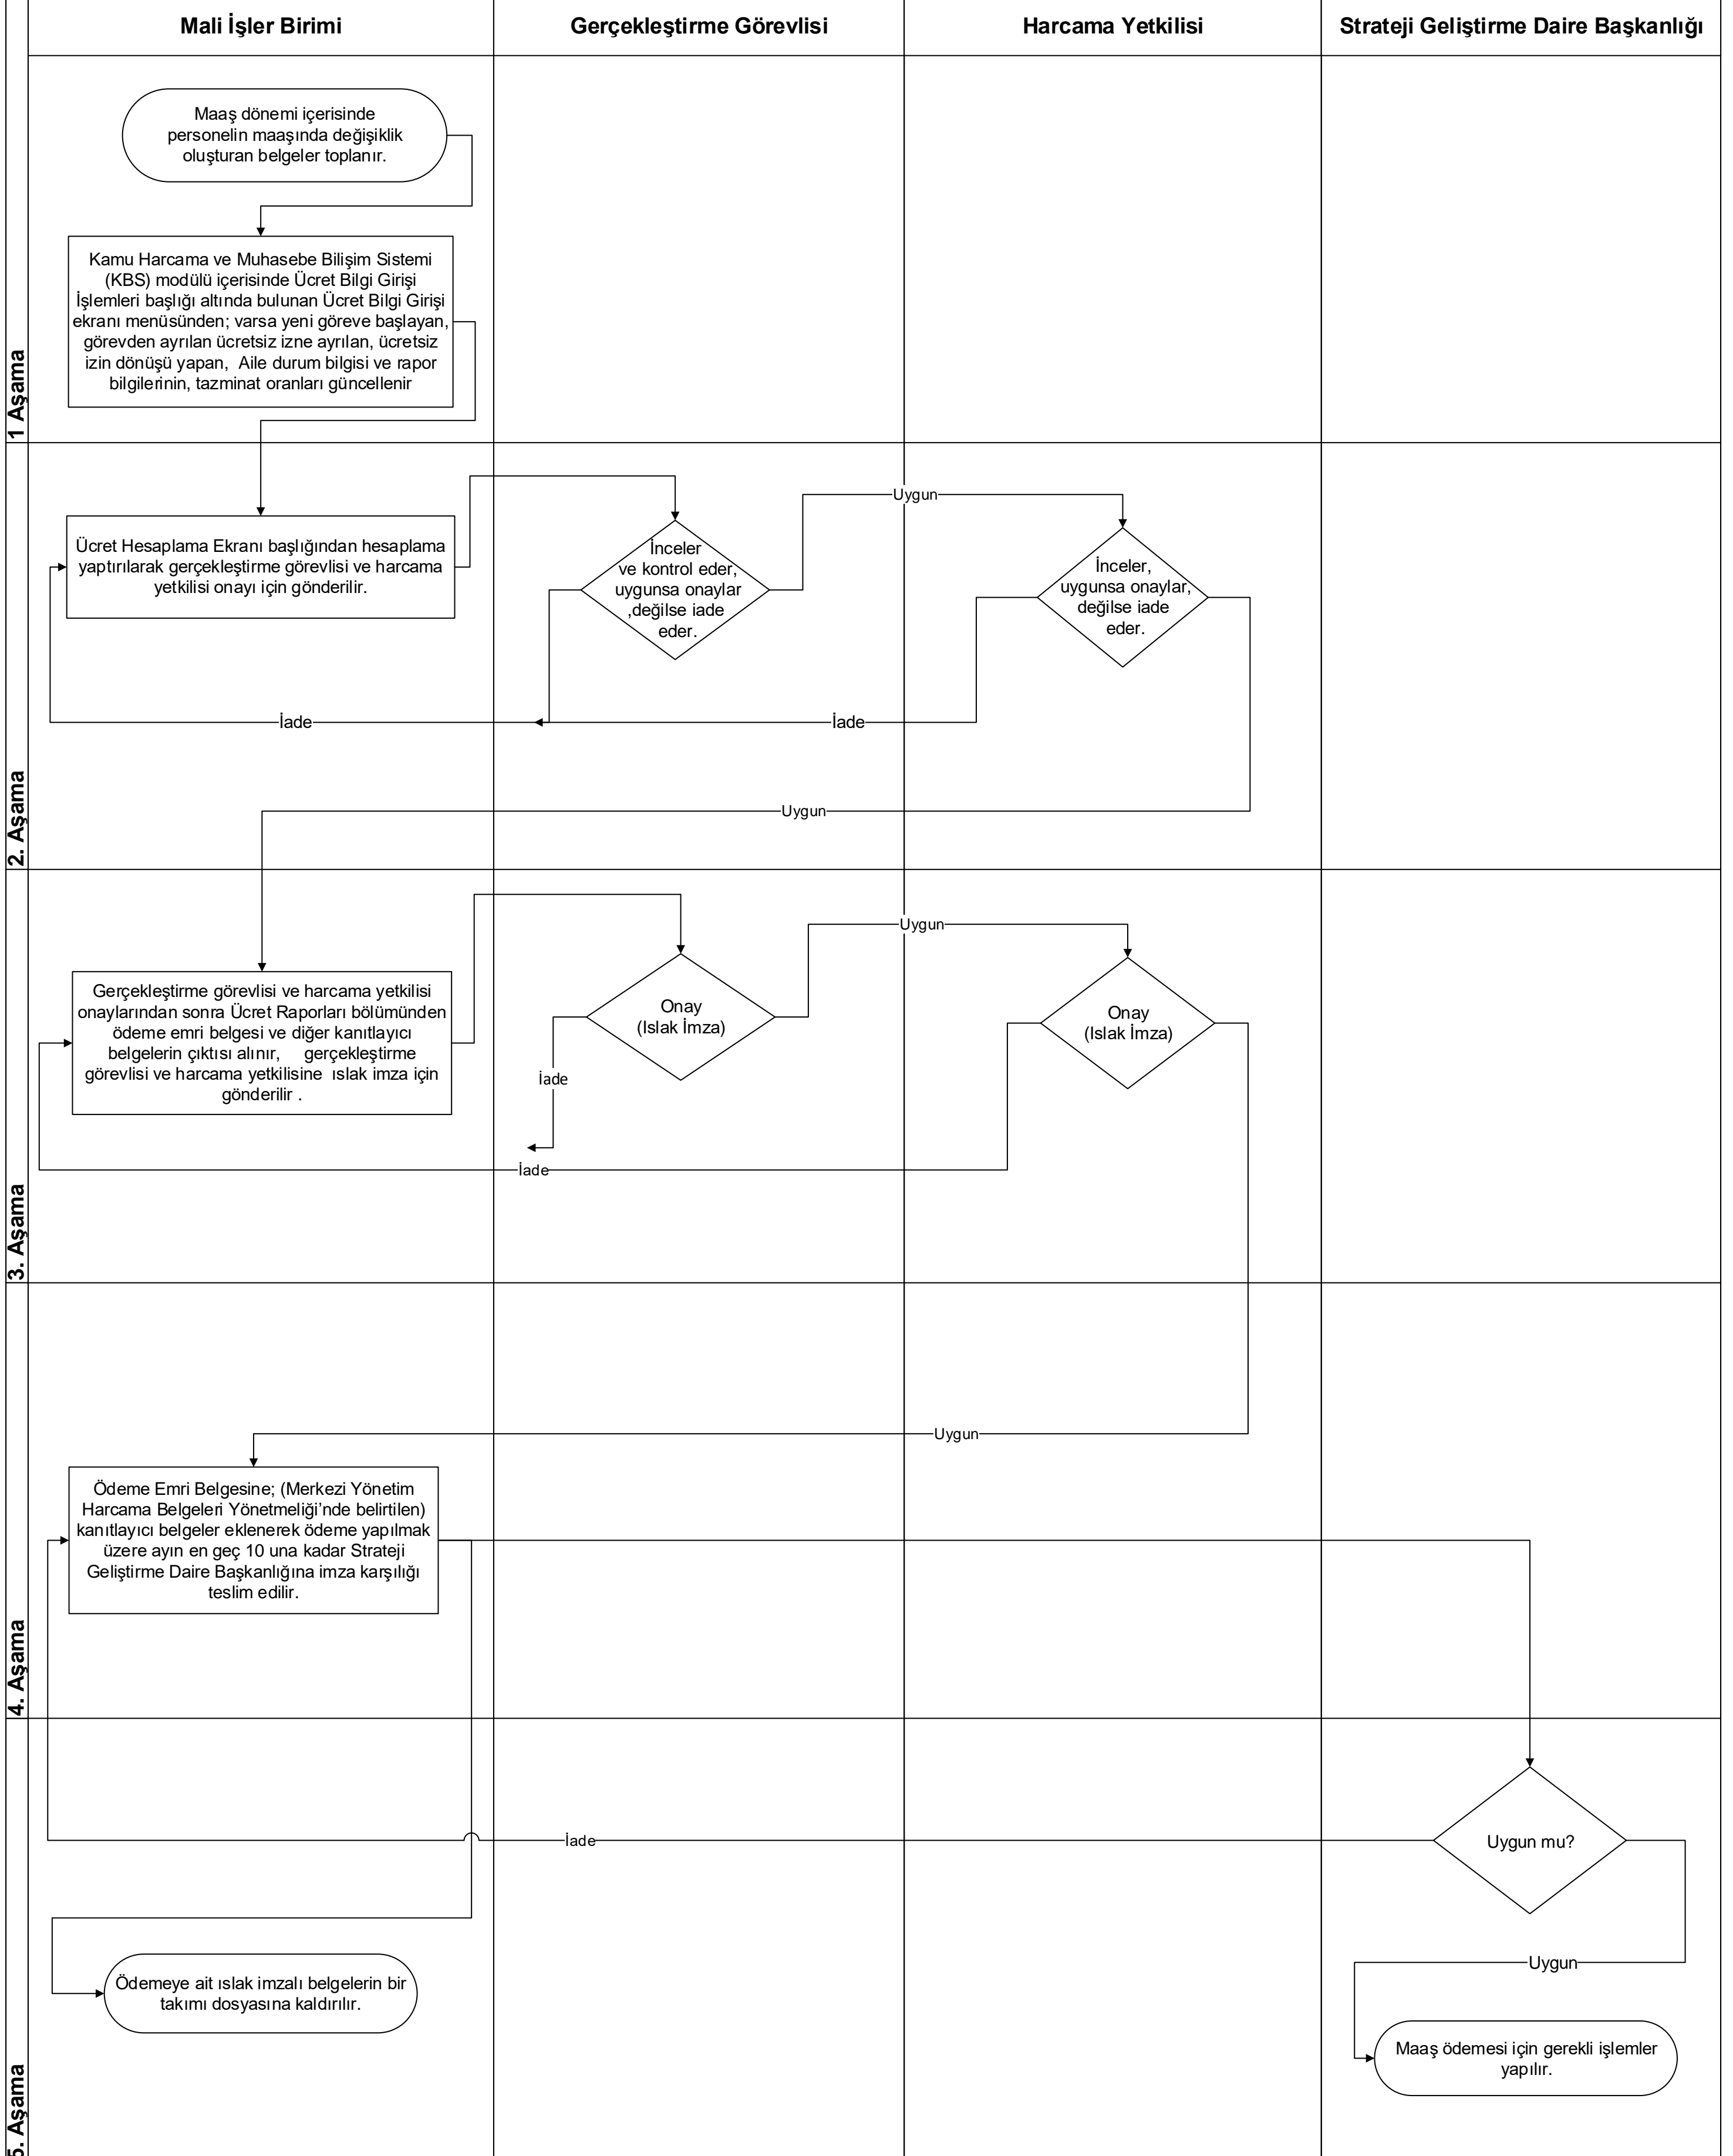 Mali İşler Birimi
Gerçekleştirme Görevlisi
Harcama Yetkilisi
Strateji Geliştirme Daire Başkanlığı
1 Aşama
Maaş dönemi içerisinde
personelin maaşında değişiklik
oluşturan belgeler toplanır.
Kamu Harcama ve Muhasebe Bilişim Sistemi
(KBS) modülü içerisinde Ücret Bilgi Girişi
İşlemleri başlığı altında bulunan Ücret Bilgi Girişi
ekranı menüsünden; varsa yeni göreve başlayan,
görevden ayrılan ücretsiz izne ayrılan, ücretsiz
izin dönüşü yapan, Aile durum bilgisi ve rapor
bilgilerinin, tazminat oranları güncellenir
2. Aşama
Ücret Hesaplama Ekranı başlığından hesaplama
yaptırılarak gerçekleştirme görevlisi ve harcama
yetkilisi onayı için gönderilir.
İnceler
ve kontrol eder,
uygunsa onaylar
,değilse iade
eder.
Uygun
İnceler,
uygunsa onaylar,
değilse iade
eder.
İade
İade
Uygun
3. Aşama
Gerçekleştirme görevlisi ve harcama yetkilisi
onaylarından sonra Ücret Raporları bölümünden
ödeme emri belgesi ve diğer kanıtlayıcı
belgelerin çıktısı alınır, gerçekleştirme
görevlisi ve harcama yetkilisine ıslak imza için
gönderilir .
Onay
(Islak İmza)
Uygun
Onay
(Islak İmza)
İade
İade
4. Aşama
Uygun
Ödeme Emri Belgesine; (Merkezi Yönetim
Harcama Belgeleri Yönetmeliği’nde belirtilen)
kanıtlayıcı belgeler eklenerek ödeme yapılmak
üzere ayın en geç 10 una kadar Strateji
Geliştirme Daire Başkanlığına imza karşılığı
teslim edilir.
5. Aşama
İade
Uygun mu?
Uygun
Ödemeye ait ıslak imzalı belgelerin bir
takımı dosyasına kaldırılır.
Maaş ödemesi için gerekli işlemler
yapılır.